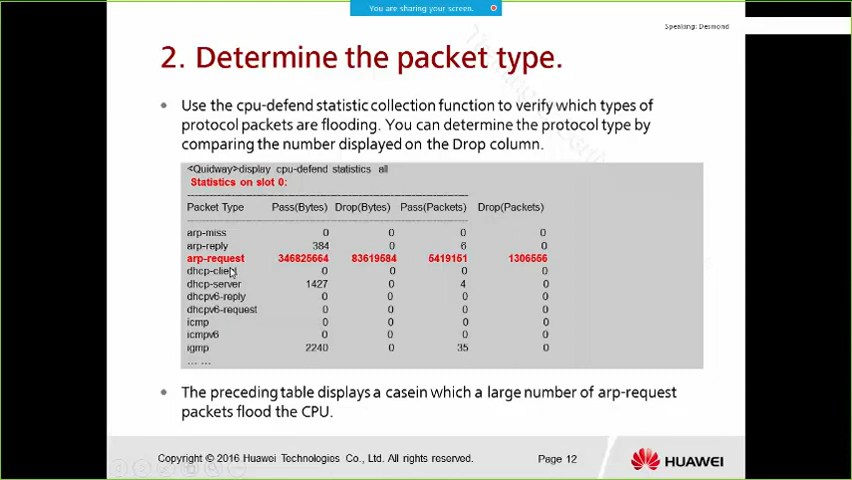 You are sharing your screen.
Speaking: Desmond
2. Determine the packet type.
• Use the cpu-defend statistic collection function to verify which types of
protocol packets are flooding. You can determine the protocol type by
comparing the number displayed on the Drop column.
<Quidway>display cpu-defend statistics all
Statistics on slot 0:
-----------------------------------------------------------------------
Packet Type Pass(Bytes) Drop(Bytes) Pass(Packets) Drop(Packets)
-----------------------------------------------------------------------
arp-miss 0 0 0 0
arp-reply 384 0 6 0
arp-request 346825664 83619584 5419151 1306556
dhcp-client 0 0 0 0
dhcp-server 1427 0 4 0
dhcpv6-reply 0 0 0 0
dhcpv6-request 0 0 0 0
icmp 0 0 0 0
icmpv6 0 0 0 0
igmp 2240 0 35 0
... ...
• The preceding table displays a casein which a large number of arp-request
packets flood the CPU.
Copyright © 2016 Huawei Technologies Co., Ltd. All rights reserved.
Page 12
HUAWEI